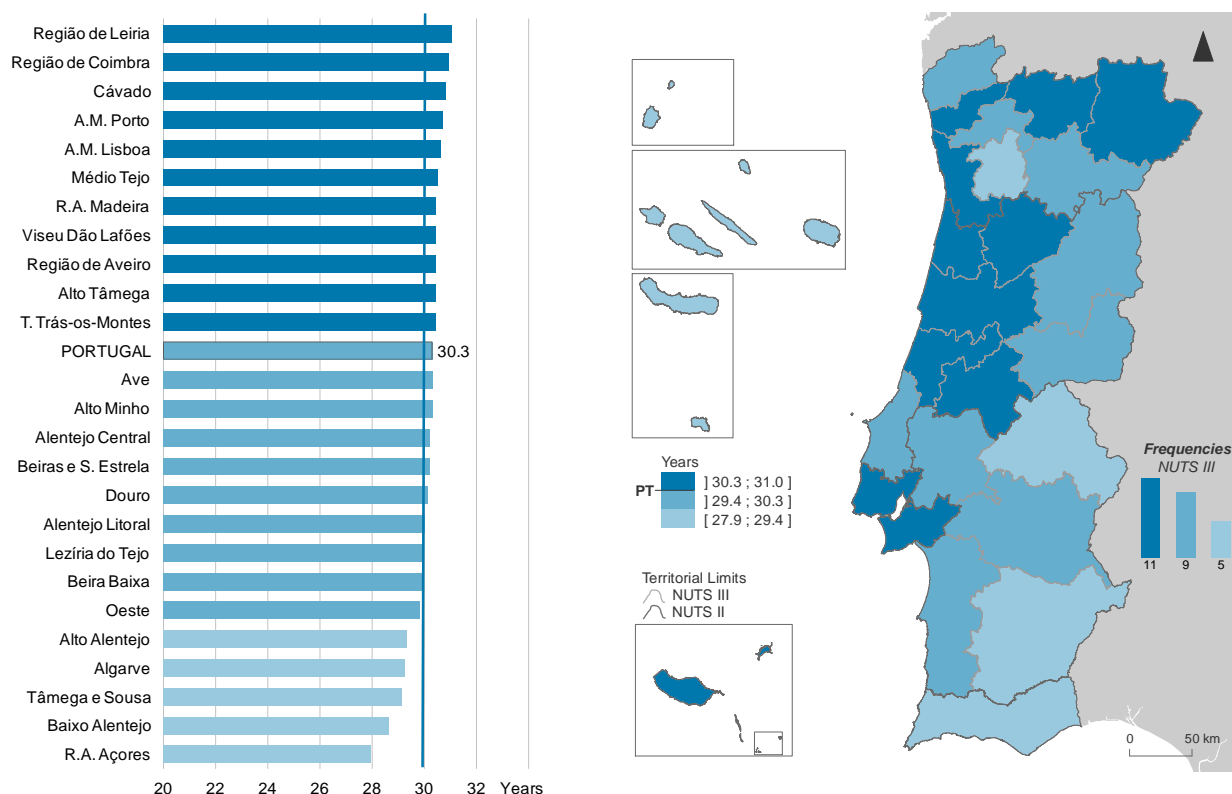 Região de Leiria
Região de Coimbra
Cávado
A.M. Porto
A.M. Lisboa
Médio Tejo
R.A. Madeira
Viseu Dão Lafões
Região de Aveiro
Alto Tâmega
T. Trás-os-Montes
PORTUGAL 30.3
Ave
Alto Minho
Alentejo Central
Beiras e S. Estrela
Douro
Alentejo Litoral
Lezíria do Tejo
Beira Baixa
Oeste
Alto Alentejo
Algarve
Tâmega e Sousa
Baixo Alentejo
R.A. Açores
20 22 24 26 28 30 32 Years
Years
PT
] 30.3 ; 31.0 ]
] 29.4 ; 30.3 ]
[ 27.9 ; 29.4 ]
Territorial Limits
NUTS III
NUTS II
Frequencies
NUTS III
11 9 5
0 50 km